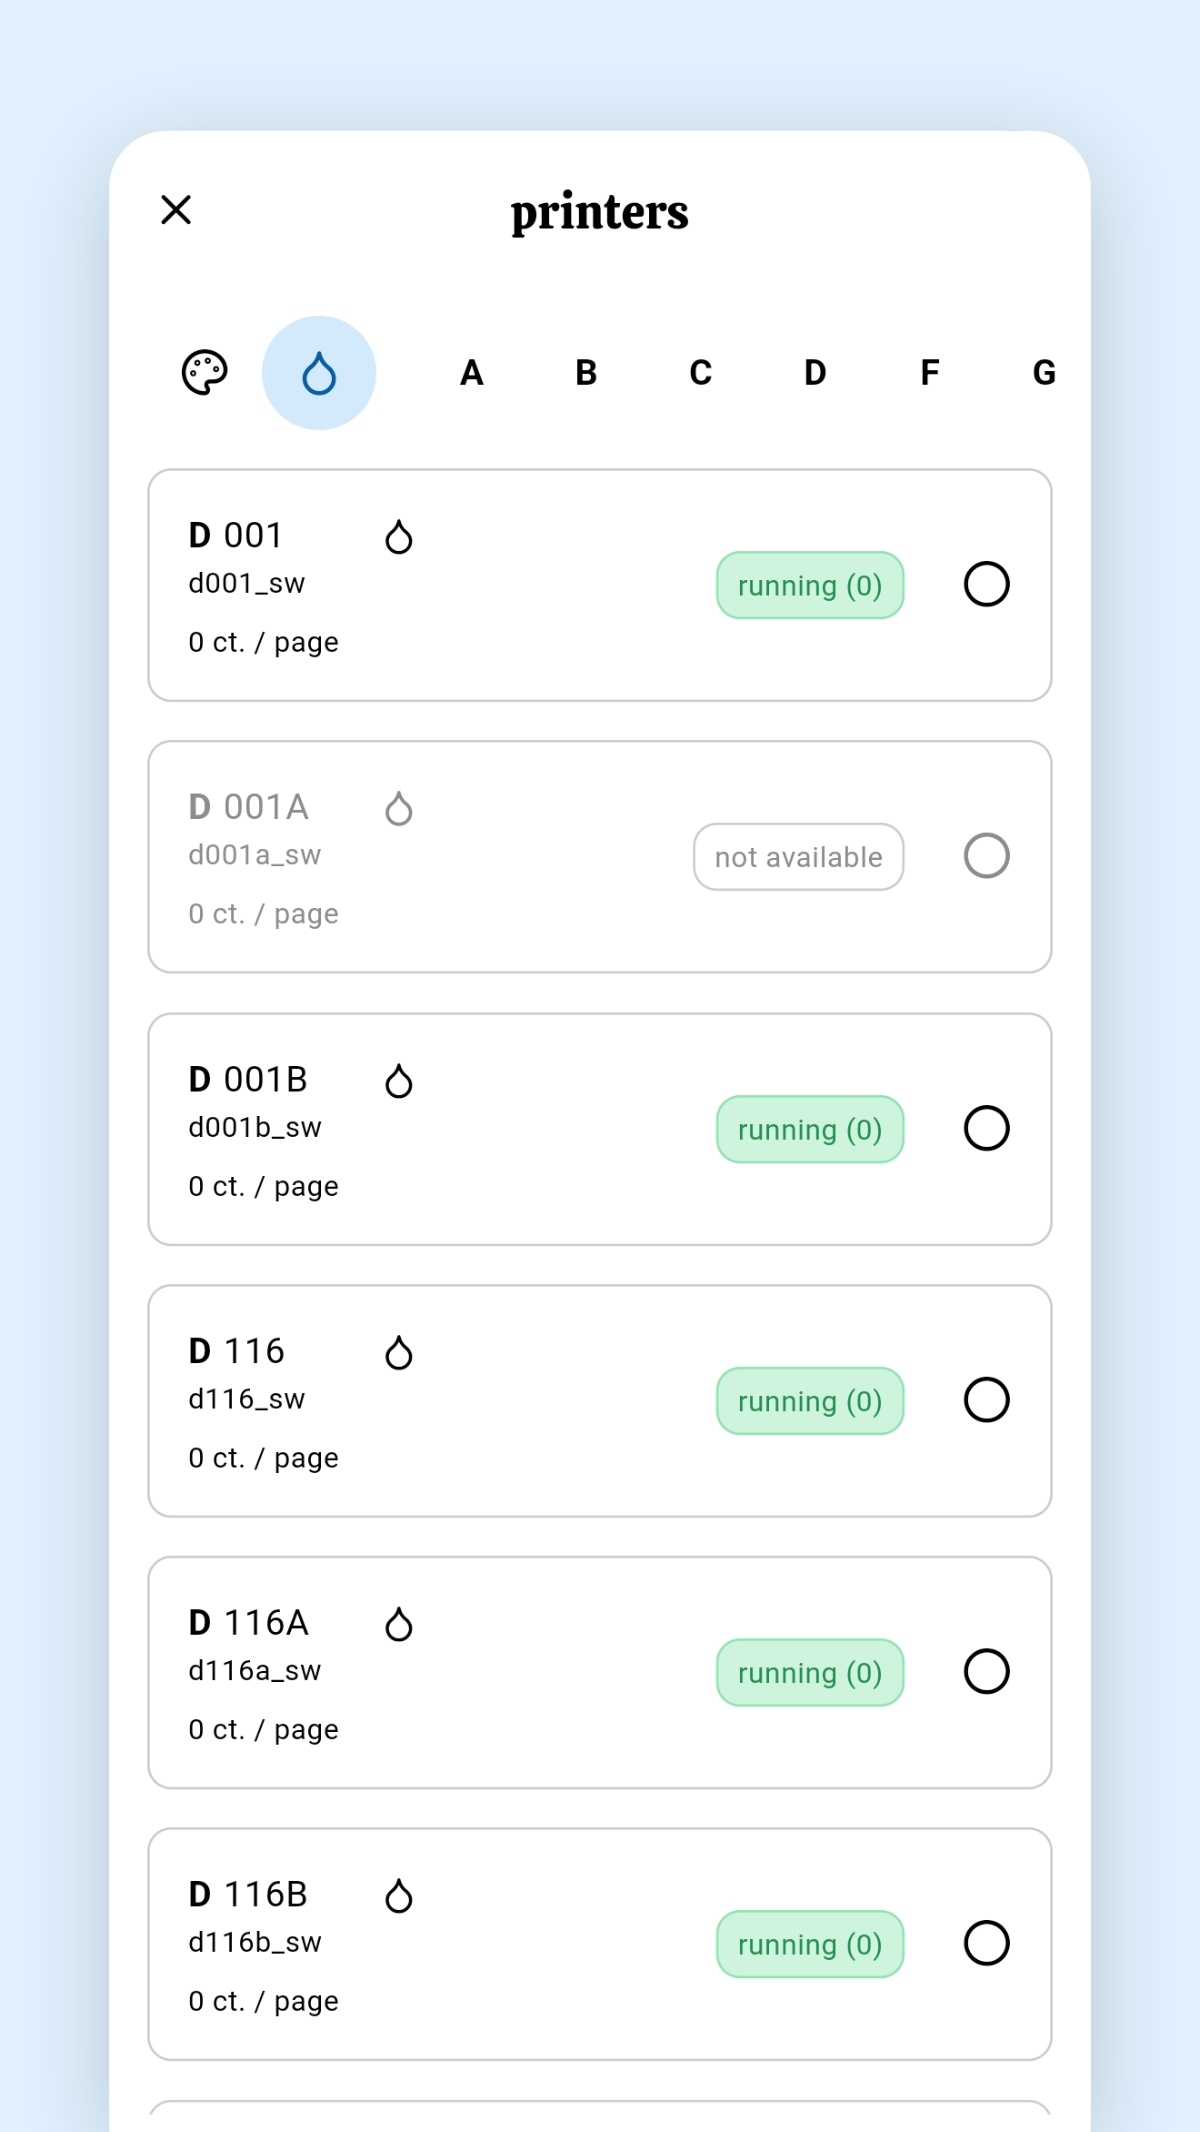 printers
A B C D F G
D 001
d001_sw
running (0)
0 ct. / page
D 001A
d001a_sw
not available
0 ct. / page
D 001B
d001b_sw
running (0)
0 ct. / page
D 116
d116_sw
running (0)
0 ct. / page
D 116A
d116a_sw
running (0)
0 ct. / page
D 116B
d116b_sw
running (0)
0 ct. / page